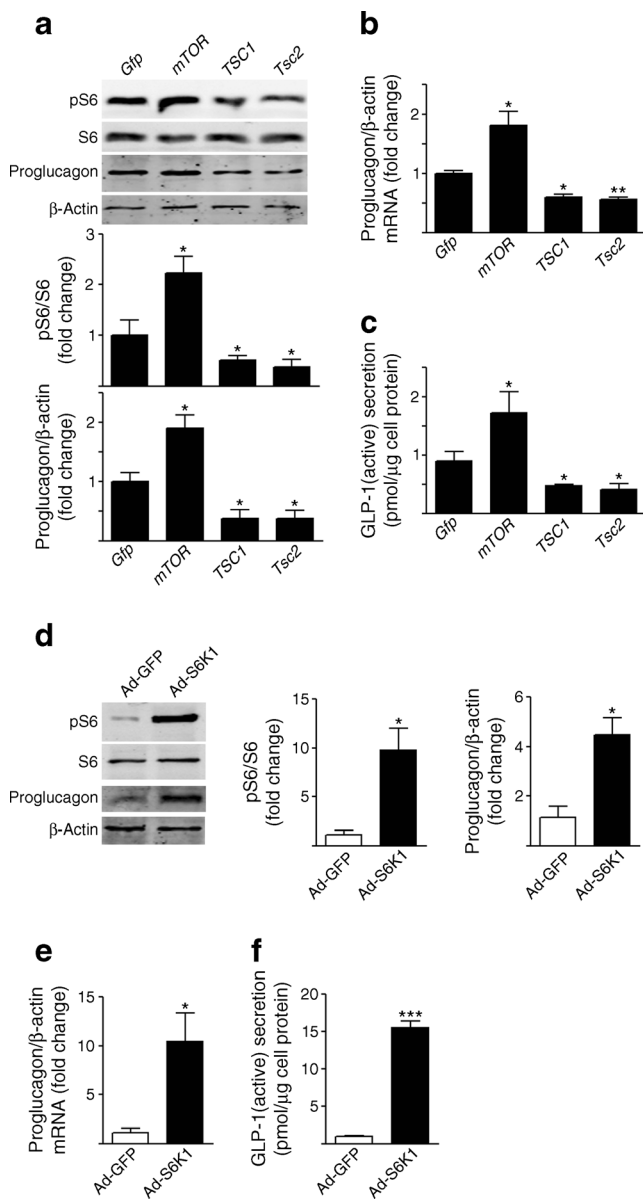 a
Gfp mTOR TSC1 Tsc2
pS6
S6
Proglucagon
β-Actin
pS6/S6
(fold change)
3
2
1
* * *
Proglucagon/β-actin
(fold change)
2
1
* * *
Gfp mTOR TSC1 Tsc2
b
Proglucagon/β-actin
mRNA (fold change)
2
1
* * **
Gfp mTOR TSC1 Tsc2
c
GLP-1(active) secretion
(pmol/μg cell protein)
2
1
* * *
Gfp mTOR TSC1 Tsc2
d
Ad-GFP Ad-S6K1
pS6
S6
Proglucagon
β-Actin
pS6/S6
(fold change)
15
10
5
*
Ad-GFP Ad-S6K1
Proglucagon/β-actin
(fold change)
6
4
2
*
Ad-GFP Ad-S6K1
e
Proglucagon/β-actin
mRNA (fold change)
15
10
5
*
Ad-GFP Ad-S6K1
f
GLP-1(active) secretion
(pmol/μg cell protein)
20
15
10
5
***
Ad-GFP Ad-S6K1